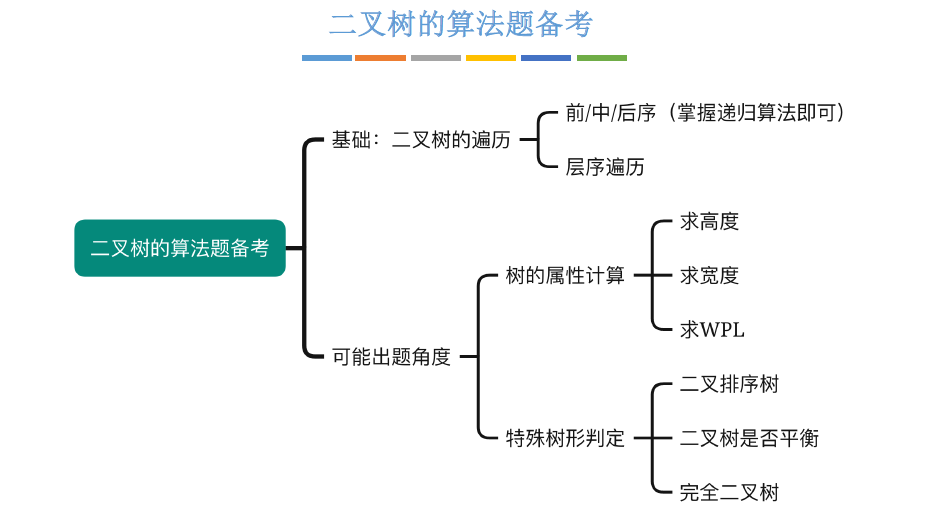 二叉树的算法题备考
二叉树的算法题备考
基础：二叉树的遍历
前/中/后序（掌握递归算法即可）
层序遍历
可能出题角度
树的属性计算
求高度
求宽度
求WPL
特殊树形判定
二叉排序树
二叉树是否平衡
完全二叉树